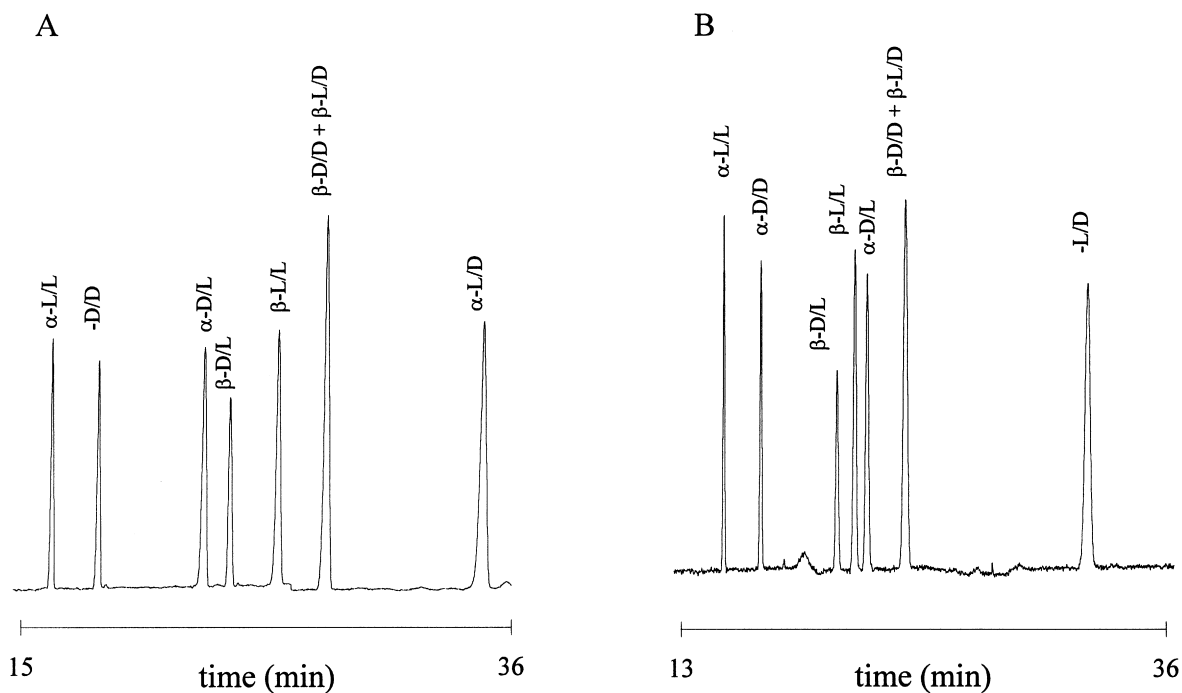 A
α-L/L
-D/D
α-D/L
β-D/L
β-L/L
β-D/D + β-L/D
α-L/D
15
36
time (min)
B
α-L/L
α-D/D
β-D/L
β-L/L
α-D/L
β-D/D + β-L/D
-L/D
13
36
time (min)